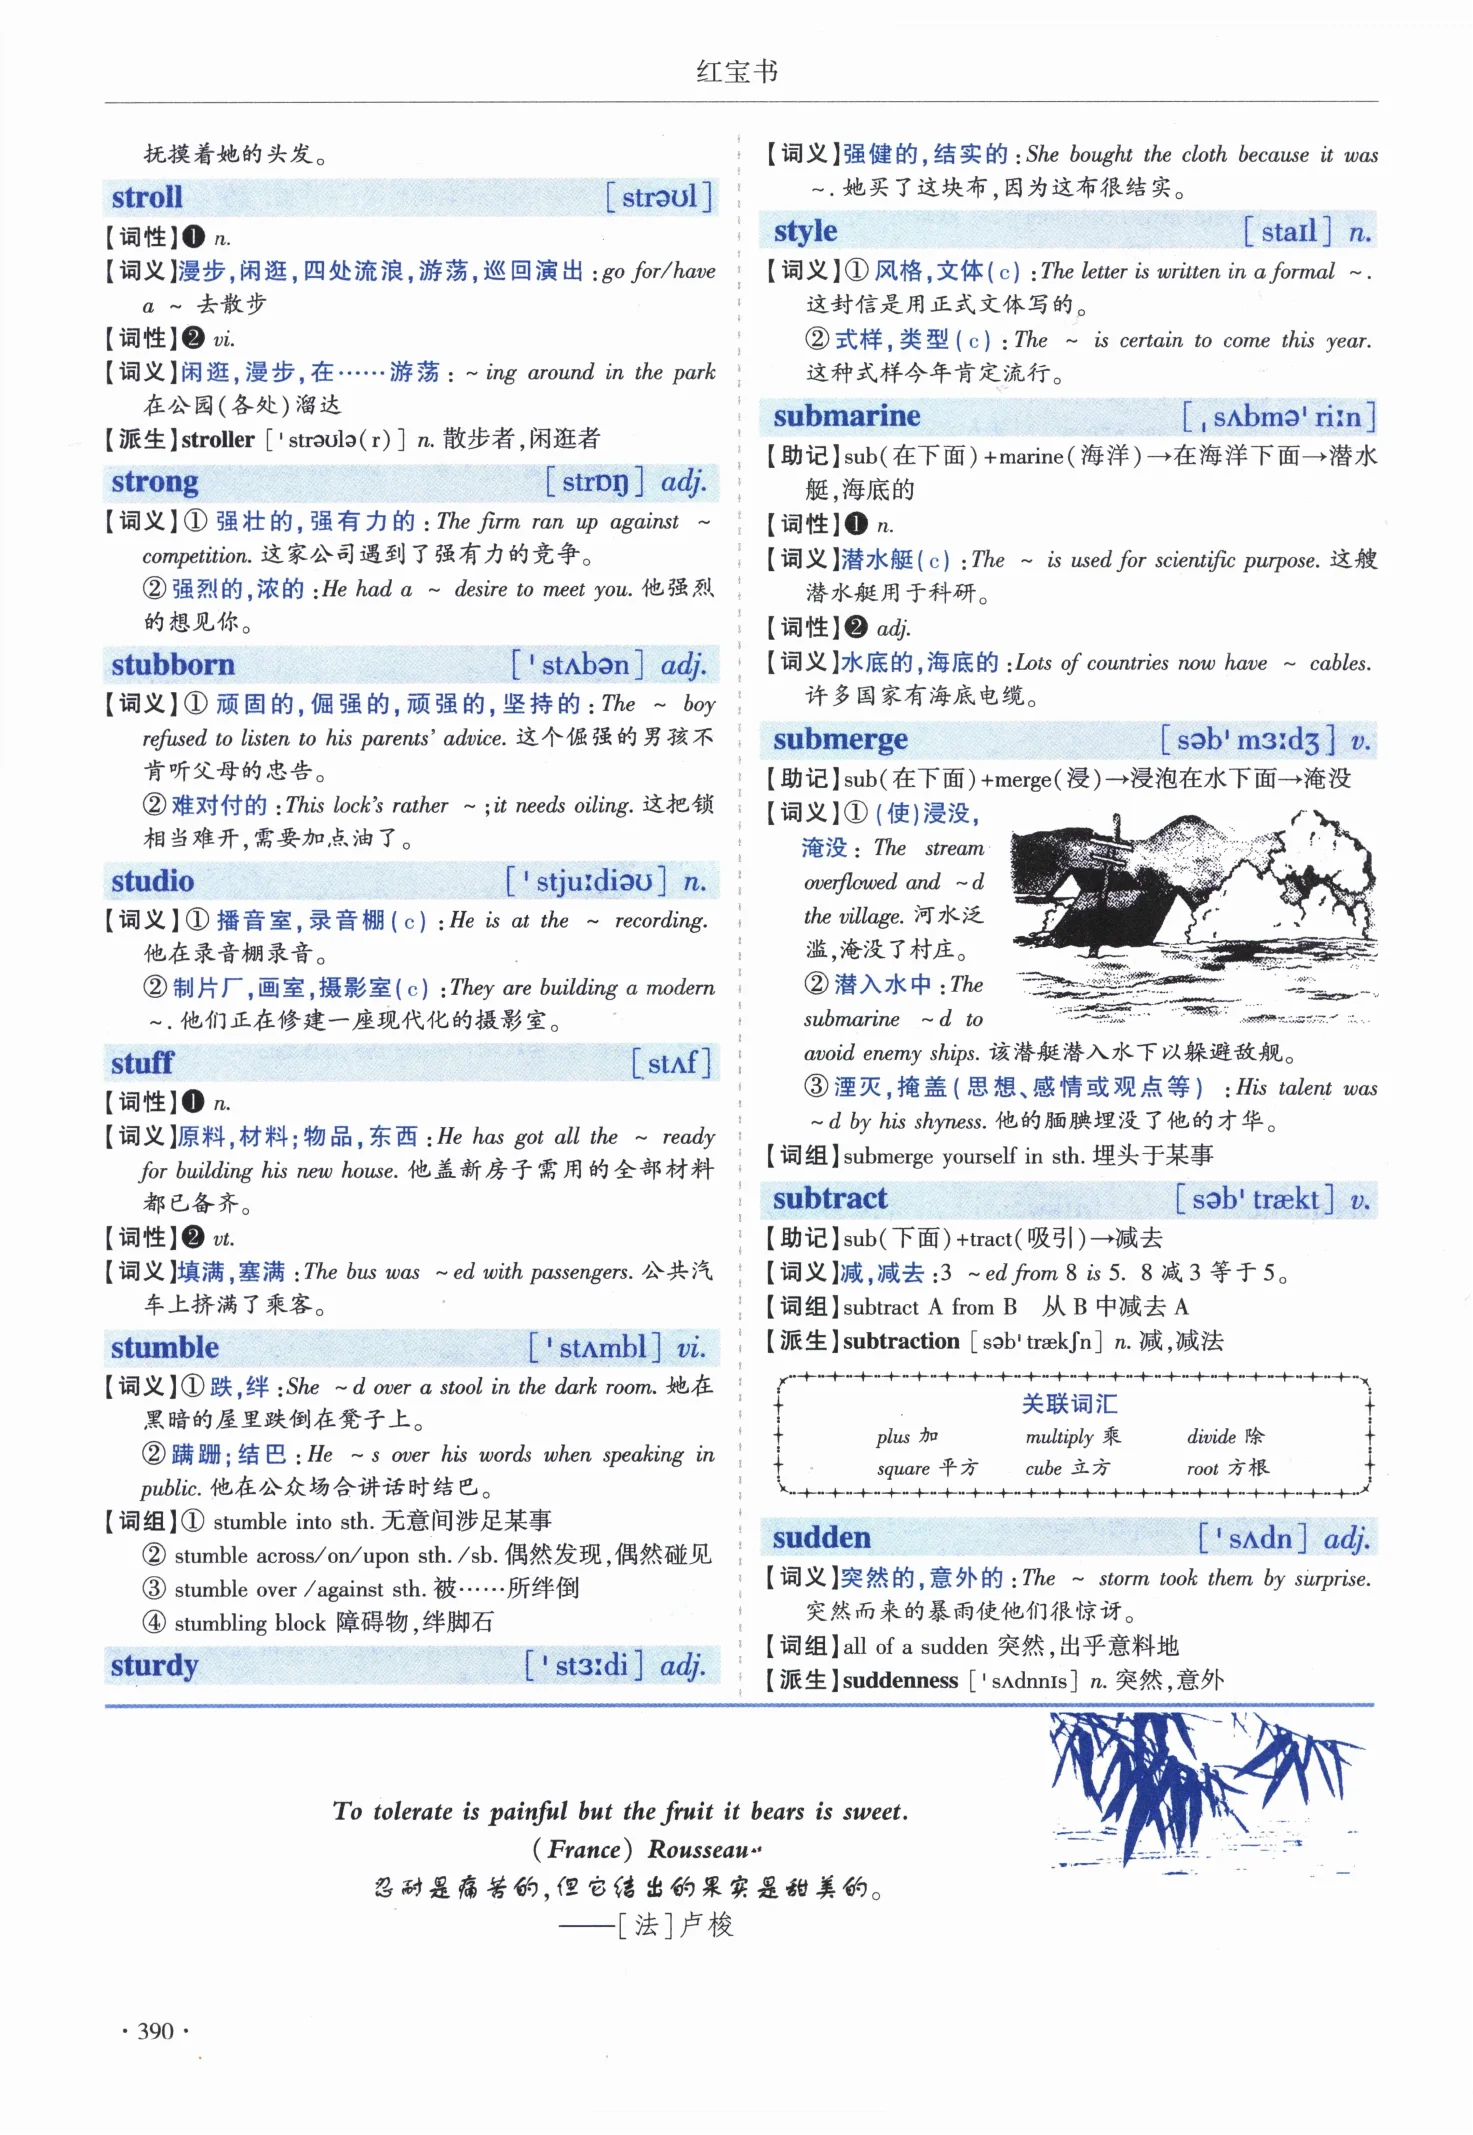 红宝书
抚摸着她的头发。
stroll [strəʊl]
【词性】❶ n.
【词义】漫步,闲逛,四处流浪,游荡,巡回演出:go for/have
a ~ 去散步
【词性】❷ vi.
【词义】闲逛,漫步,在……游荡: ~ing around in the park
在公园(各处)溜达
【派生】stroller [ˈstrəʊlə(r)] n. 散步者,闲逛者
strong [strɒŋ] adj.
【词义】① 强壮的,强有力的:The firm ran up against ~
competition. 这家公司遇到了强有力的竞争。
②强烈的,浓的:He had a ~ desire to meet you. 他强烈
的想见你。
stubborn [ˈstʌbən] adj.
【词义】① 顽固的,倔强的,顽强的,坚持的:The ~ boy
refused to listen to his parents' advice. 这个倔强的男孩不
肯听父母的忠告。
②难对付的:This lock's rather ~;it needs oiling. 这把锁
相当难开,需要加点油了。
studio [ˈstjuːdiəʊ] n.
【词义】① 播音室,录音棚(c) :He is at the ~ recording.
他在录音棚录音。
②制片厂,画室,摄影室(c) :They are building a modern
~. 他们正在修建一座现代化的摄影室。
stuff [stʌf]
【词性】❶ n.
【词义】原料,材料;物品,东西:He has got all the ~ ready
for building his new house. 他盖新房子需用的全部材料
都已备齐。
【词性】❷ vt.
【词义】填满,塞满:The bus was ~ed with passengers. 公共汽
车上挤满了乘客。
stumble [ˈstʌmbl] vi.
【词义】①跌,绊:She ~d over a stool in the dark room. 她在
黑暗的屋里跌倒在凳子上。
②蹒跚;结巴:He ~s over his words when speaking in
public. 他在公众场合讲话时结巴。
【词组】① stumble into sth. 无意间涉足某事
② stumble across/on/upon sth./sb. 偶然发现,偶然碰见
③ stumble over /against sth. 被……所绊倒
④ stumbling block 障碍物,绊脚石
sturdy [ˈstɜːdi] adj.
【词义】强健的,结实的:She bought the cloth because it was
~. 她买了这块布,因为这布很结实。
style [staɪl] n.
【词义】①风格,文体(c) :The letter is written in a formal ~.
这封信是用正式文体写的。
②式样,类型(c) :The ~ is certain to come this year.
这种式样今年肯定流行。
submarine [ˌsʌbməˈriːn]
【助记】sub(在下面)+marine(海洋)→在海洋下面→潜水
艇,海底的
【词性】❶ n.
【词义】潜水艇(c) :The ~ is used for scientific purpose. 这艘
潜水艇用于科研。
【词性】❷ adj.
【词义】水底的,海底的:Lots of countries now have ~ cables.
许多国家有海底电缆。
submerge [səbˈmɜːdʒ] v.
【助记】sub(在下面)+merge(浸)→浸泡在水下面→淹没
【词义】①(使)浸没,
淹没: The stream
overflowed and ~d
the village. 河水泛
滥,淹没了村庄。
②潜入水中:The
submarine ~d to
avoid enemy ships. 该潜艇潜入水下以躲避敌舰。
③湮灭,掩盖(思想、感情或观点等) :His talent was
~d by his shyness. 他的腼腆埋没了他的才华。
【词组】submerge yourself in sth. 埋头于某事
subtract [səbˈtrækt] v.
【助记】sub(下面)+tract(吸引)→减去
【词义】减,减去:3 ~ed from 8 is 5. 8减3等于5。
【词组】subtract A from B 从B中减去A
【派生】subtraction [səbˈtrækʃn] n. 减,减法
关联词汇
plus 加 multiply 乘 divide 除
square 平方 cube 立方 root 方根
sudden [ˈsʌdn] adj.
【词义】突然的,意外的:The ~ storm took them by surprise.
突然而来的暴雨使他们很惊讶。
【词组】all of a sudden 突然,出乎意料地
【派生】suddenness [ˈsʌdnnɪs] n. 突然,意外
To tolerate is painful but the fruit it bears is sweet.
(France) Rousseau
忍耐是痛苦的,但它结出的果实是甜美的。
——[法]卢梭
·390·